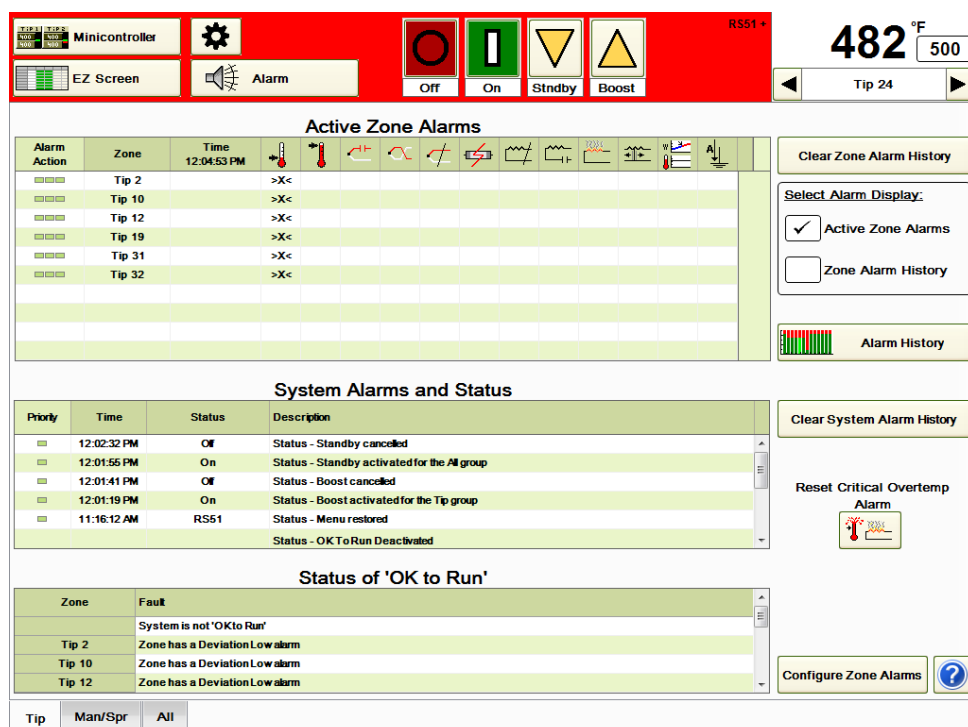 TIP 1 TIP 2
400 400
400 400
Minicontroller
EZ Screen
Alarm
Off
On
Stndby
Boost
RS51 +
482 °F
500
Tip 24
Active Zone Alarms
Alarm Action Zone Time 12:04:53 PM
Tip 2 >X<
Tip 10 >X<
Tip 12 >X<
Tip 19 >X<
Tip 31 >X<
Tip 32 >X<
Clear Zone Alarm History
Select Alarm Display:
Active Zone Alarms
Zone Alarm History
Alarm History
System Alarms and Status
Priority Time Status Description
12:02:32 PM Off Status - Standby cancelled
12:01:55 PM On Status - Standby activated for the All group
12:01:41 PM Off Status - Boost cancelled
12:01:19 PM On Status - Boost activated for the Tip group
11:16:12 AM RS51 Status - Menu restored
Status - OK To Run Deactivated
Clear System Alarm History
Reset Critical Overtemp
Alarm
Status of 'OK to Run'
Zone Fault
System is not 'OK to Run'
Tip 2 Zone has a Deviation Low alarm
Tip 10 Zone has a Deviation Low alarm
Tip 12 Zone has a Deviation Low alarm
Configure Zone Alarms
?
Tip Man/Spr All